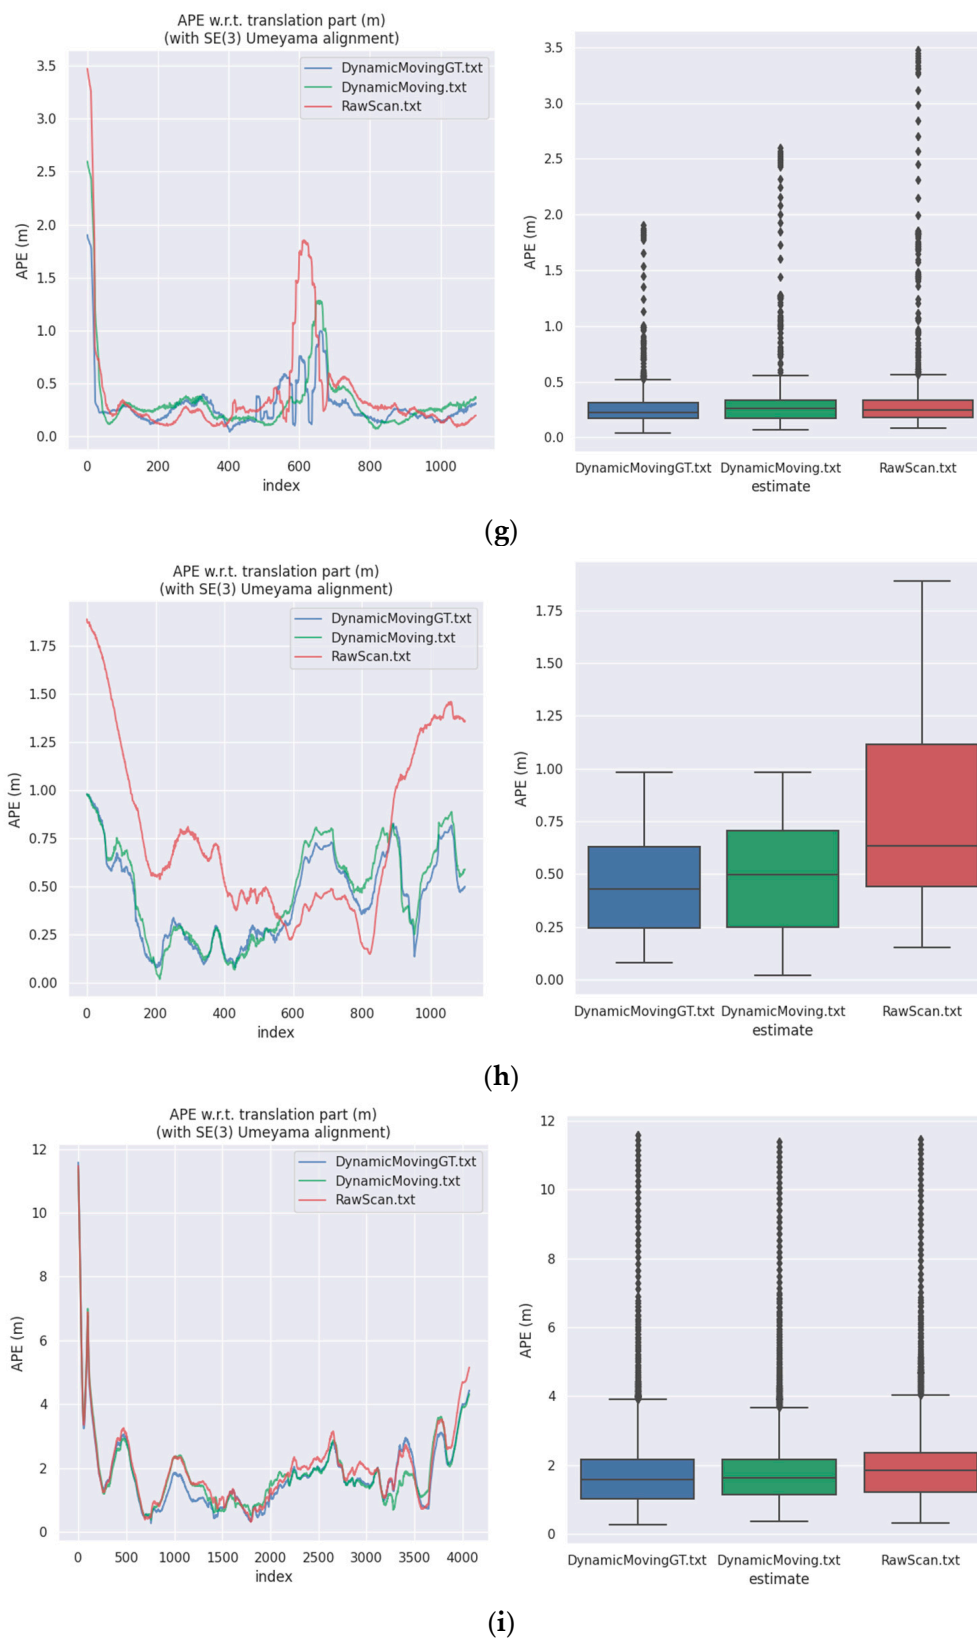 APE w.r.t. translation part (m)
(with SE(3) Umeyama alignment)
DynamicMovingGT.txt
DynamicMoving.txt
RawScan.txt
APE (m)
3.5
3.0
2.5
2.0
1.5
1.0
0.5
0.0
0 200 400 600 800 1000
index
APE (m)
3.5
3.0
2.5
2.0
1.5
1.0
0.5
0.0
DynamicMovingGT.txt DynamicMoving.txt RawScan.txt
estimate
(g)
APE w.r.t. translation part (m)
(with SE(3) Umeyama alignment)
DynamicMovingGT.txt
DynamicMoving.txt
RawScan.txt
APE (m)
1.75
1.50
1.25
1.00
0.75
0.50
0.25
0.00
0 200 400 600 800 1000
index
APE (m)
1.75
1.50
1.25
1.00
0.75
0.50
0.25
0.00
DynamicMovingGT.txt DynamicMoving.txt RawScan.txt
estimate
(h)
APE w.r.t. translation part (m)
(with SE(3) Umeyama alignment)
DynamicMovingGT.txt
DynamicMoving.txt
RawScan.txt
APE (m)
12
10
8
6
4
2
0
0 500 1000 1500 2000 2500 3000 3500 4000
index
APE (m)
12
10
8
6
4
2
0
DynamicMovingGT.txt DynamicMoving.txt RawScan.txt
estimate
(i)